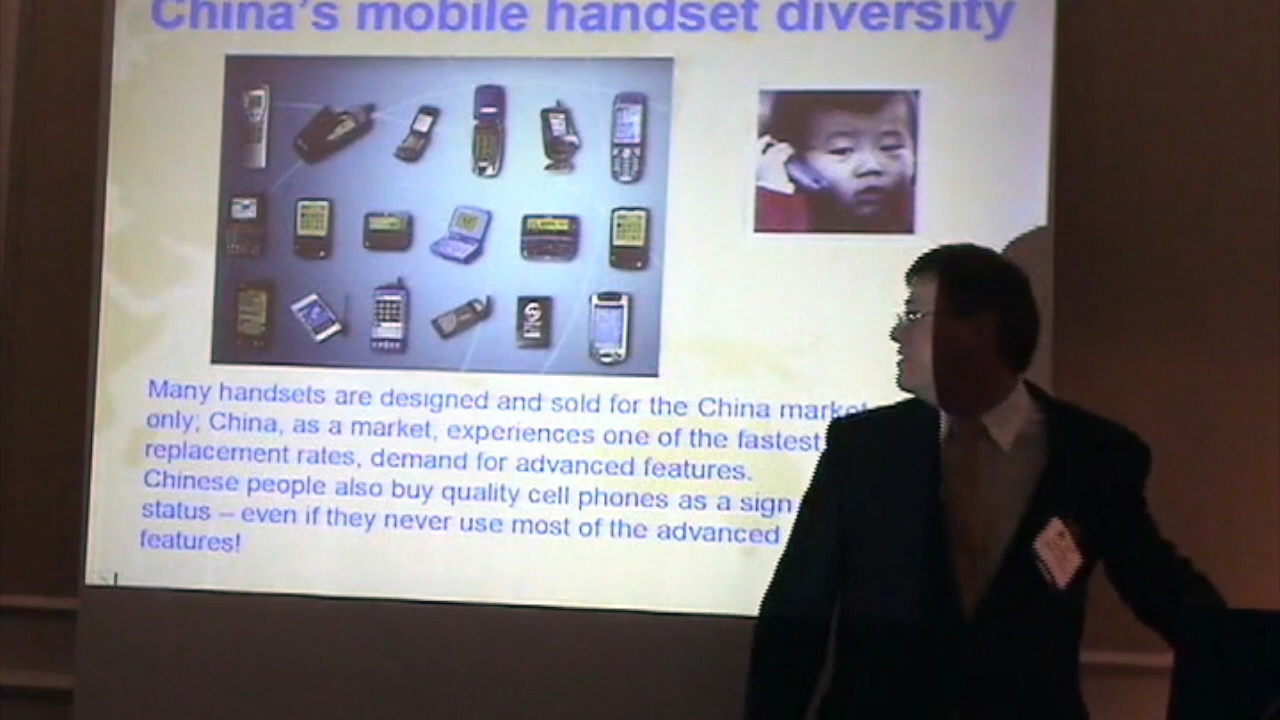 China's mobile handset diversity
Many handsets are designed and sold for the China market
only; China, as a market, experiences one of the fastest
replacement rates, demand for advanced features.
Chinese people also buy quality cell phones as a sign
status – even if they never use most of the advanced
features!